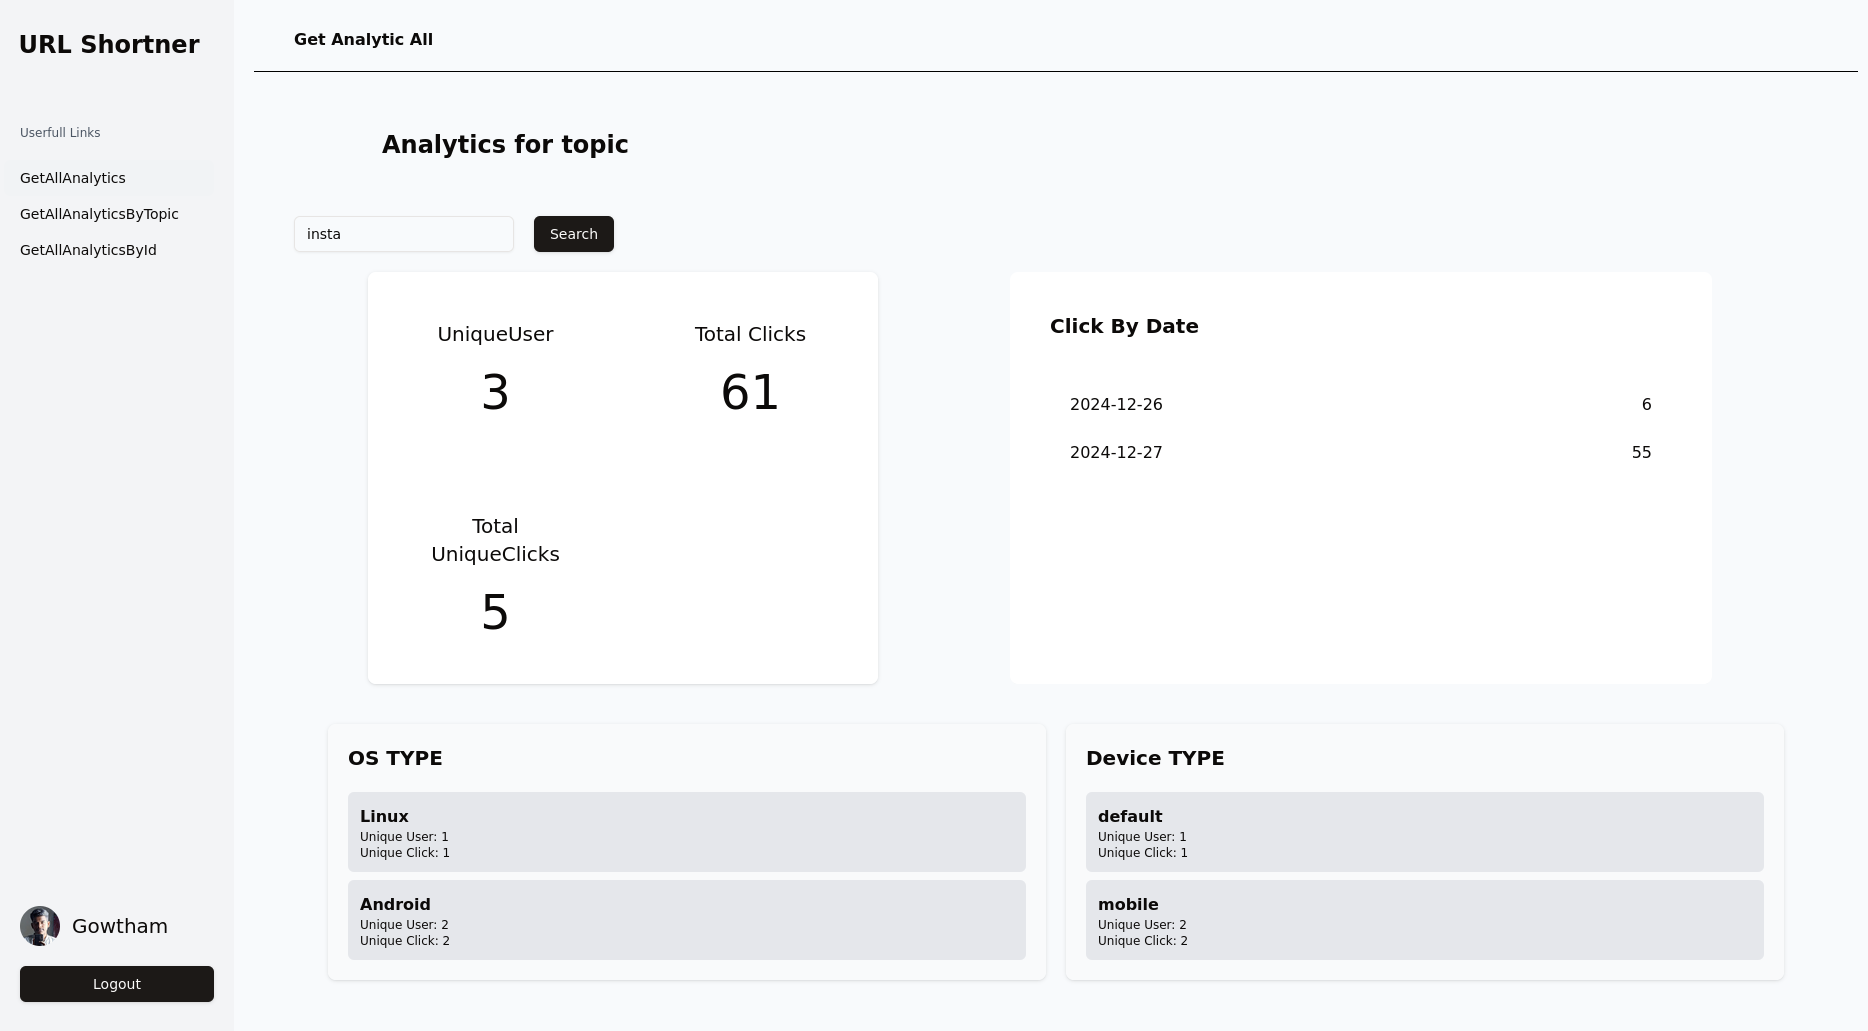 URL Shortner
Userfull Links
GetAllAnalytics
GetAllAnalyticsByTopic
GetAllAnalyticsById
Gowtham
Logout
Get Analytic All
Analytics for topic
insta
Search
UniqueUser
3
Total Clicks
61
Total
UniqueClicks
5
Click By Date
2024-12-26 6
2024-12-27 55
OS TYPE
Linux
Unique User: 1
Unique Click: 1
Android
Unique User: 2
Unique Click: 2
Device TYPE
default
Unique User: 1
Unique Click: 1
mobile
Unique User: 2
Unique Click: 2